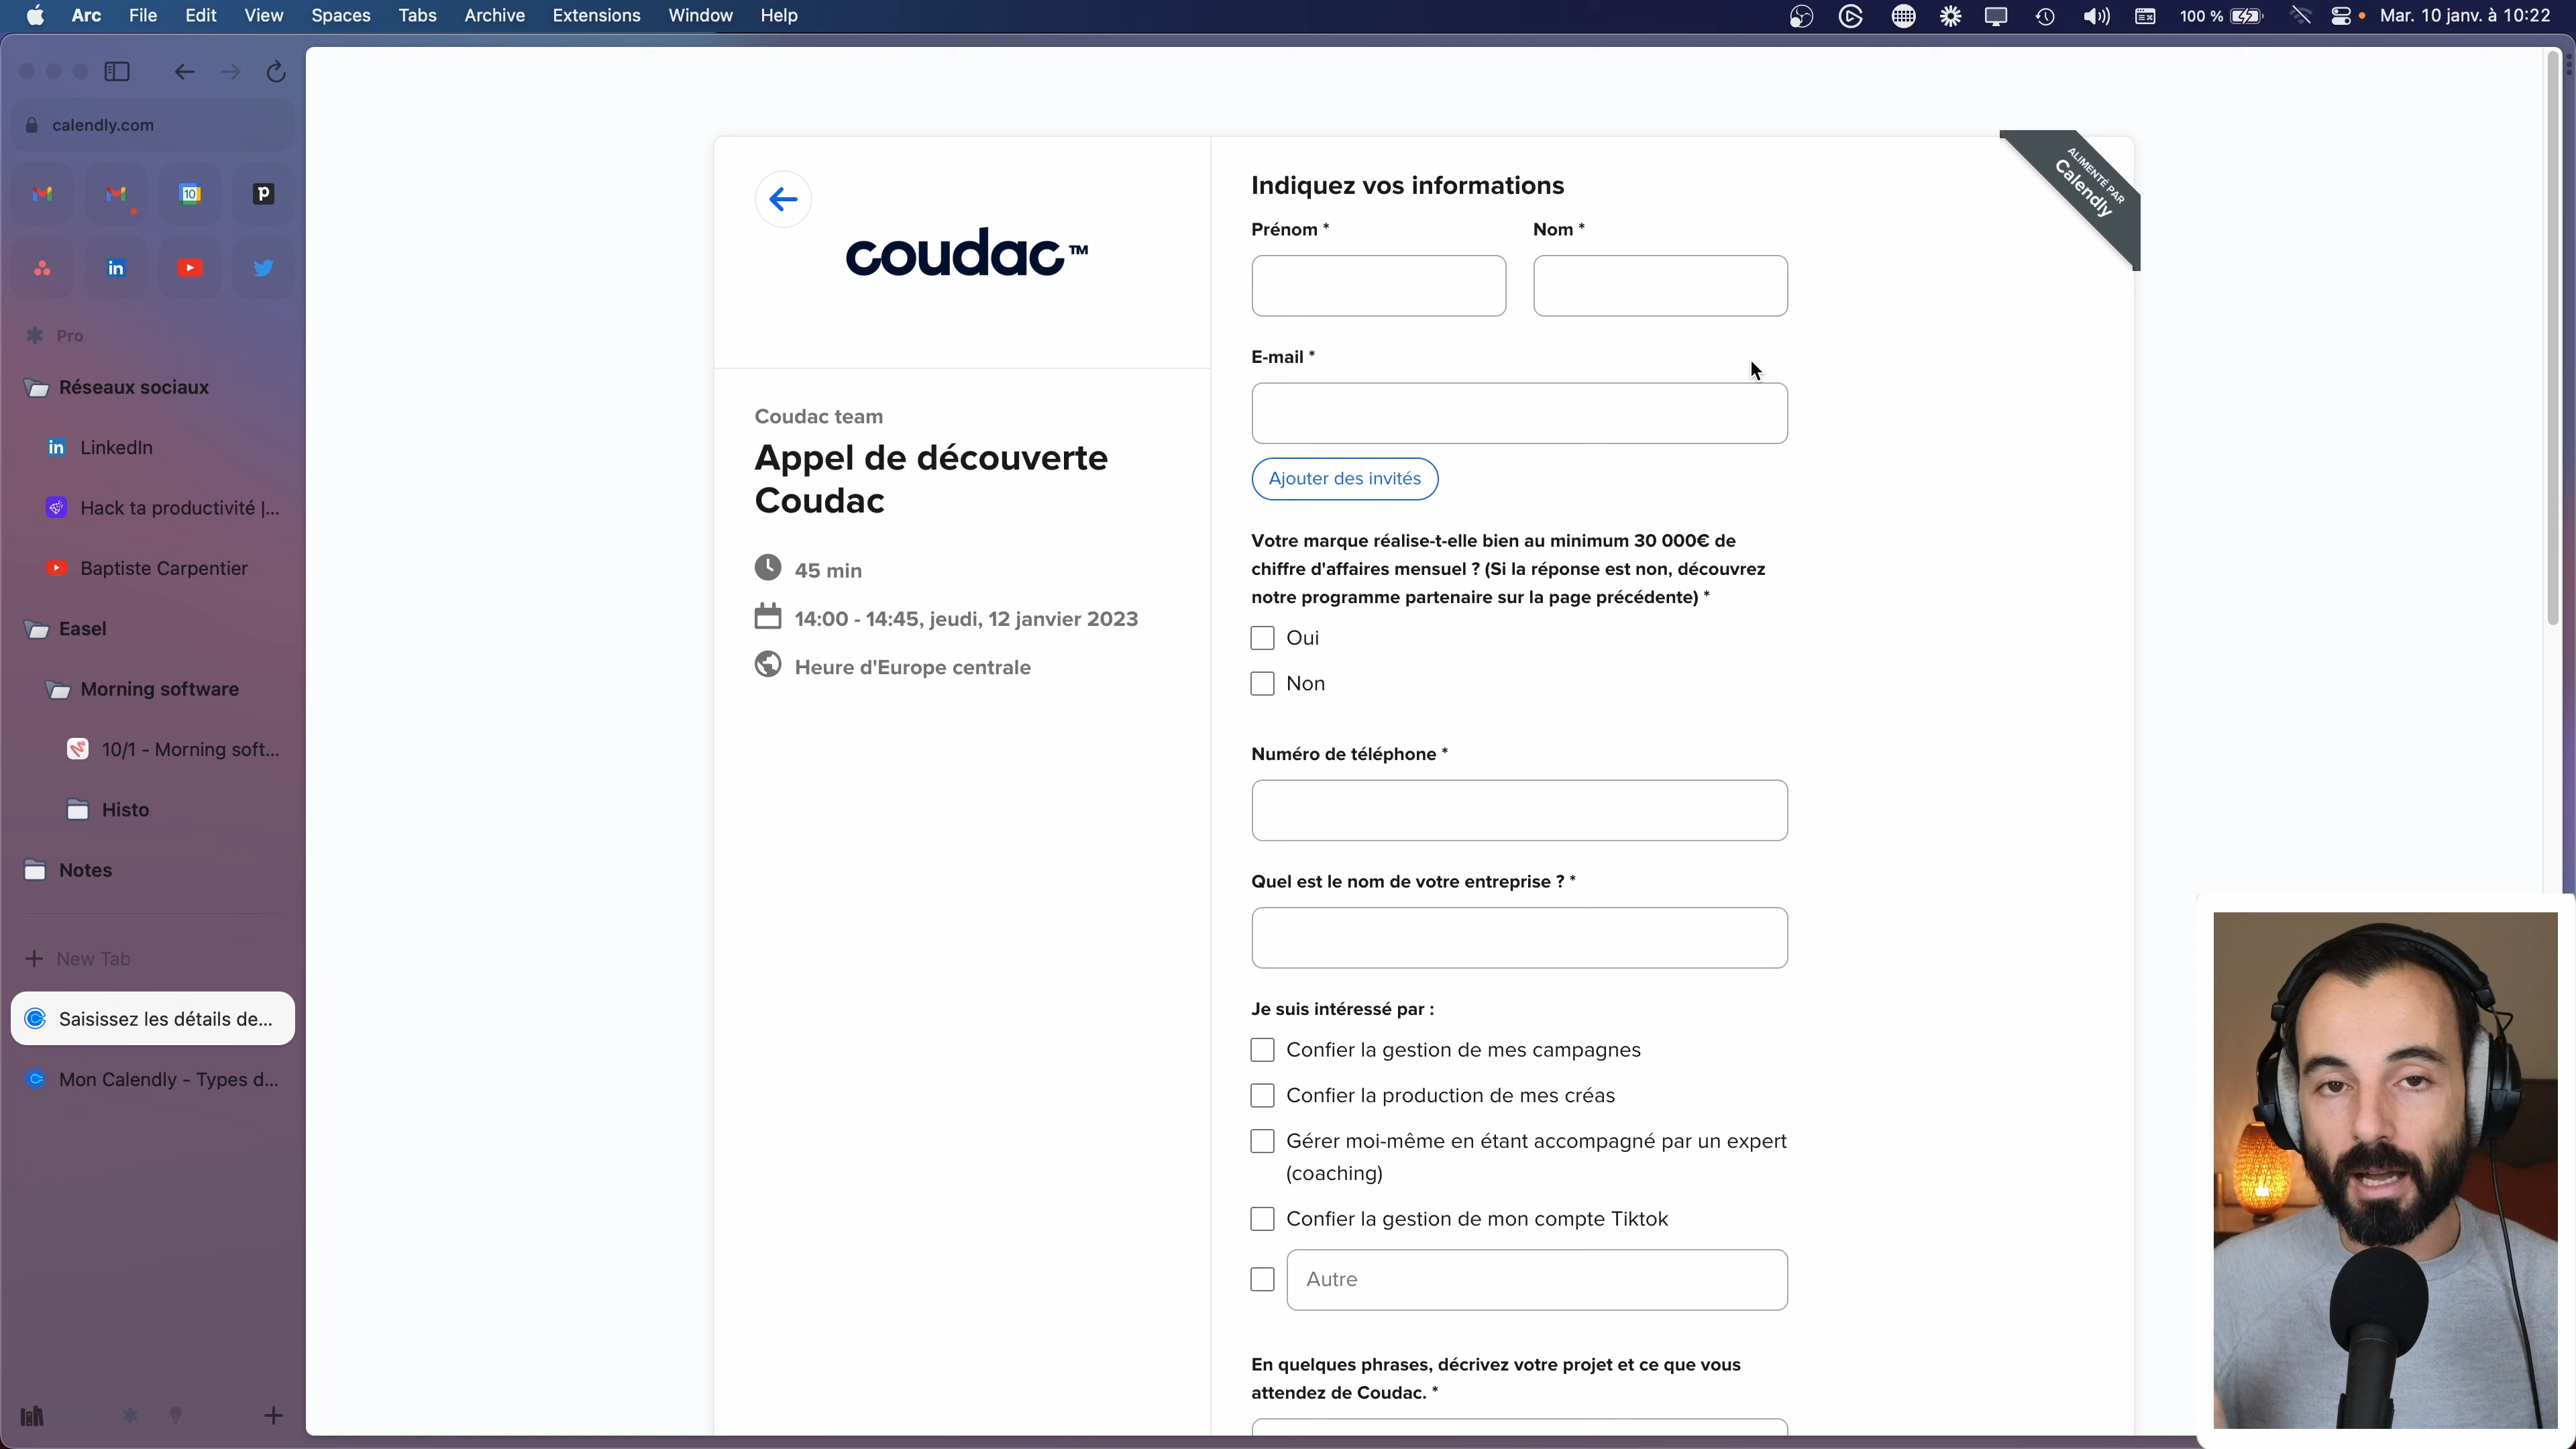 Arc File Edit View Spaces Tabs Archive Extensions Window Help
100 % Mar. 10 janv. à 10:22
calendly.com
10
Pro
Réseaux sociaux
LinkedIn
Hack ta productivité |...
Baptiste Carpentier
Easel
Morning software
10/1 - Morning soft...
Histo
Notes
New Tab
Saisissez les détails de...
Mon Calendly - Types d...
coudac™
Coudac team
Appel de découverte
Coudac
45 min
14:00 - 14:45, jeudi, 12 janvier 2023
Heure d'Europe centrale
ALIMENTÉ PAR
Calendly
Indiquez vos informations
Prénom * Nom *
E-mail *
Ajouter des invités
Votre marque réalise-t-elle bien au minimum 30 000€ de
chiffre d'affaires mensuel ? (Si la réponse est non, découvrez
notre programme partenaire sur la page précédente) *
Oui
Non
Numéro de téléphone *
Quel est le nom de votre entreprise ? *
Je suis intéressé par :
Confier la gestion de mes campagnes
Confier la production de mes créas
Gérer moi-même en étant accompagné par un expert
(coaching)
Confier la gestion de mon compte Tiktok
Autre
En quelques phrases, décrivez votre projet et ce que vous
attendez de Coudac. *